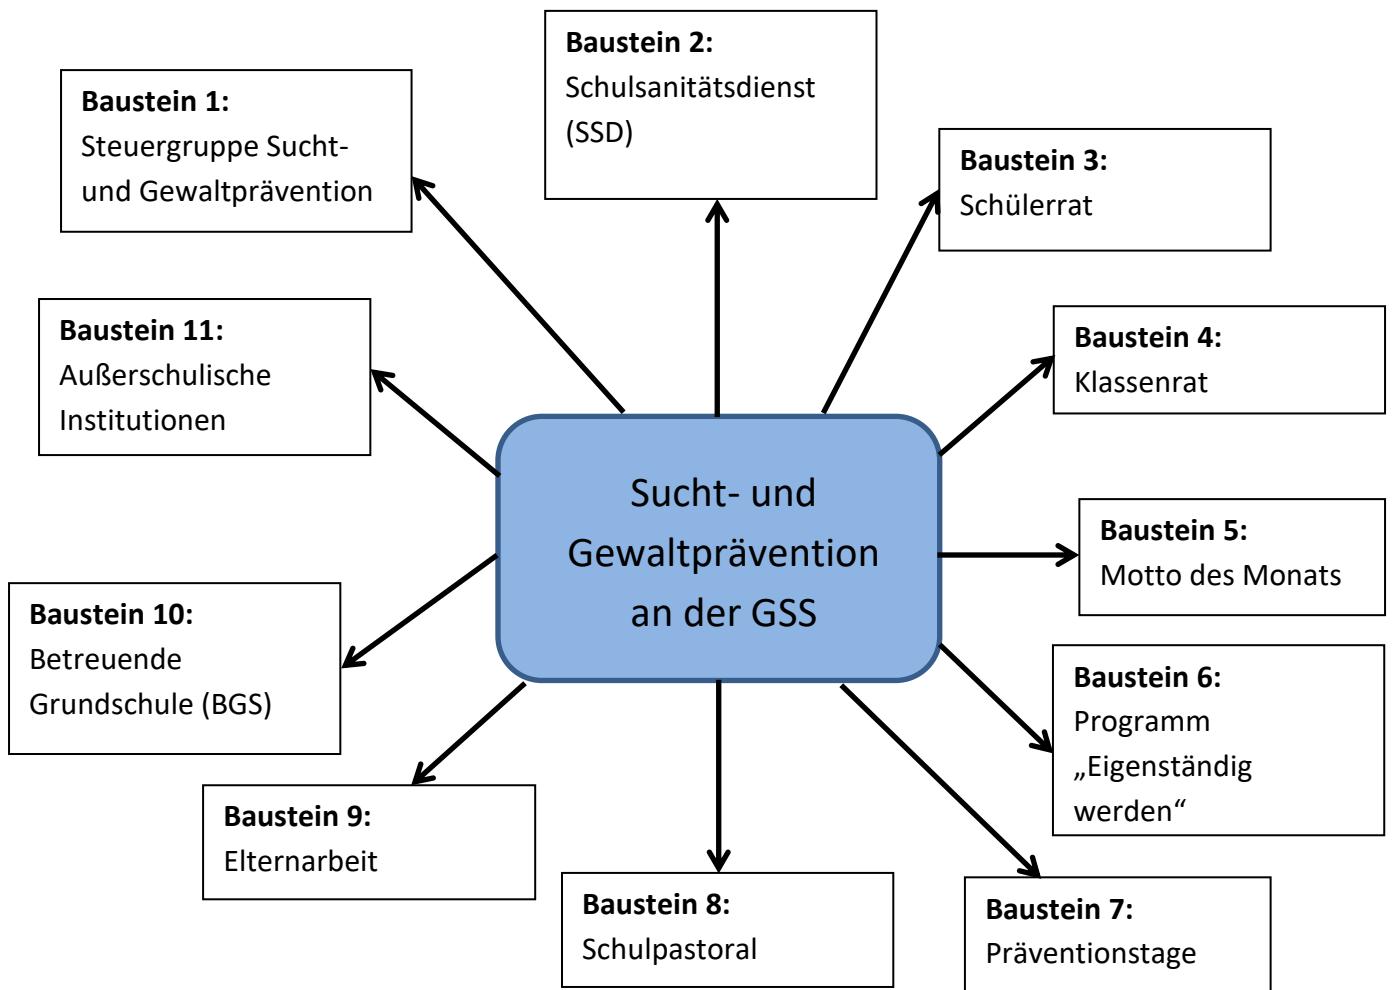 Baustein 1:
Steuergruppe Sucht-
und Gewaltprävention
Baustein 2:
Schulsanitätsdienst
(SSD)
Baustein 3:
Schülerrat
Baustein 4:
Klassenrat
Baustein 5:
Motto des Monats
Baustein 6:
Programm
„Eigenständig
werden“
Baustein 7:
Präventionstage
Baustein 8:
Schulpastoral
Baustein 9:
Elternarbeit
Baustein 10:
Betreuende
Grundschule (BGS)
Baustein 11:
Außerschulische
Institutionen
Sucht- und
Gewaltprävention
an der GSS